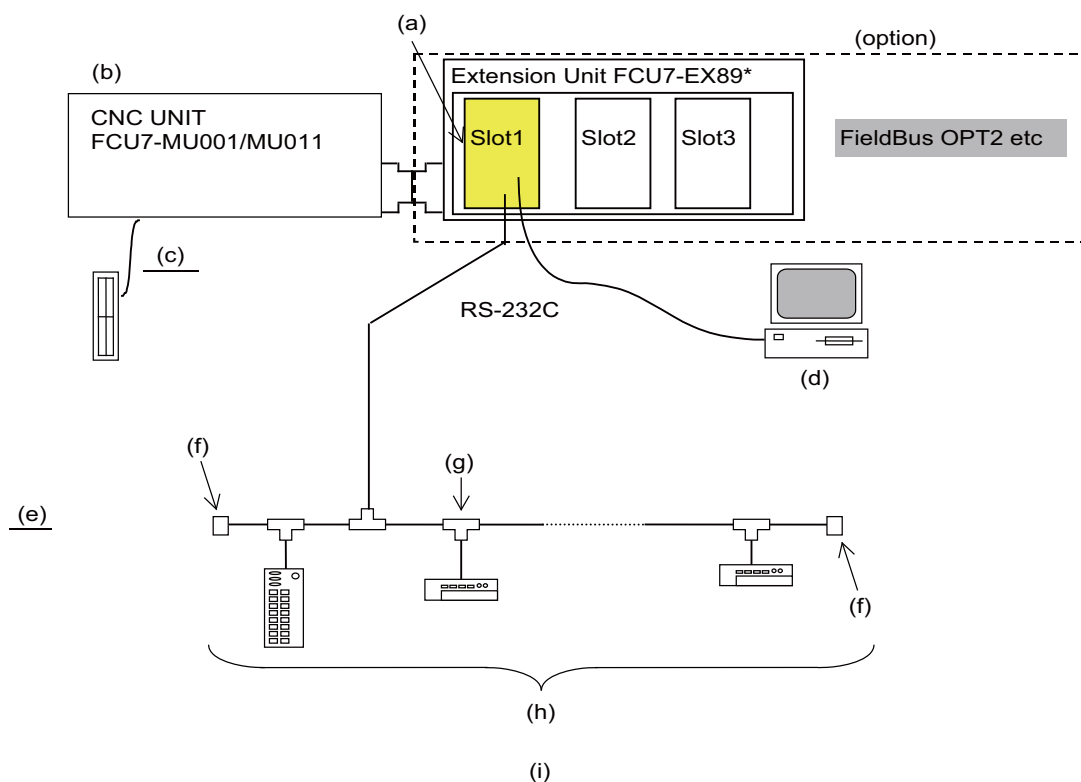 (a)
(option)
(b)
Extension Unit FCU7-EX89*
CNC UNIT
FCU7-MU001/MU011
Slot1
Slot2
Slot3
FieldBus OPT2 etc
(c)
RS-232C
(d)
(f)
(g)
(e)
(f)
(h)
(i)